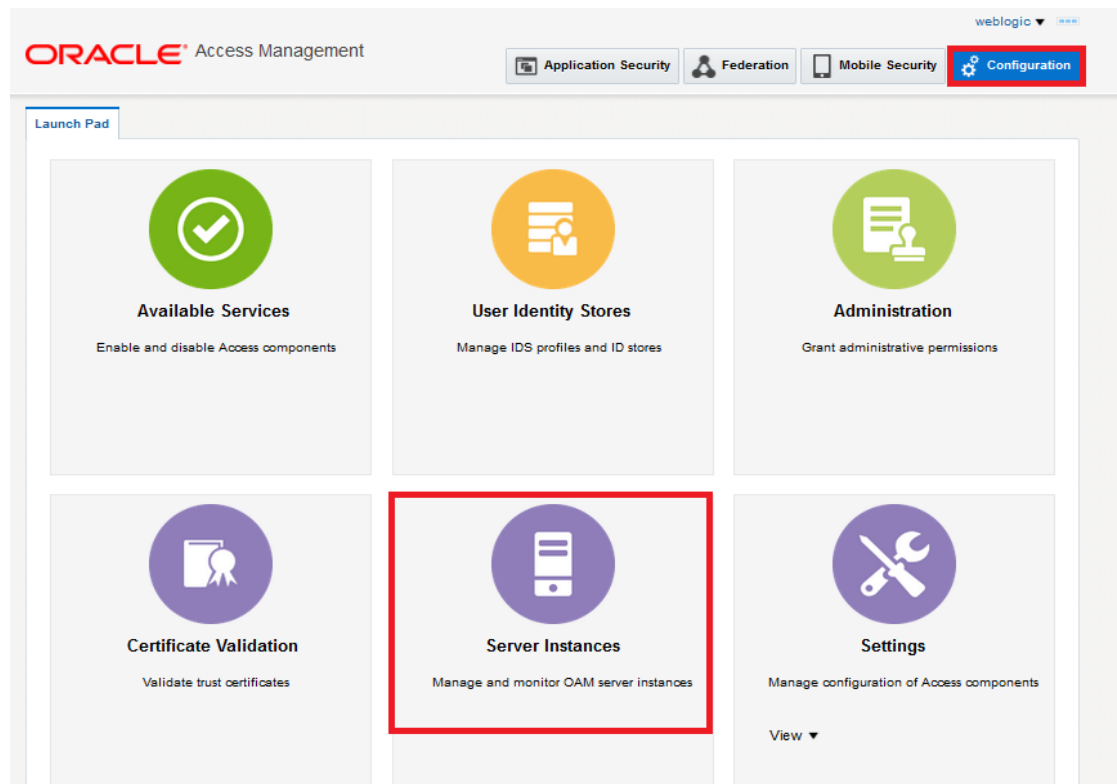 weblogic
ORACLE Access Management
Application Security Federation Mobile Security Configuration
Launch Pad
Available Services
Enable and disable Access components
User Identity Stores
Manage IDS profiles and ID stores
Administration
Grant administrative permissions
Certificate Validation
Validate trust certificates
Server Instances
Manage and monitor OAM server instances
Settings
Manage configuration of Access components
View